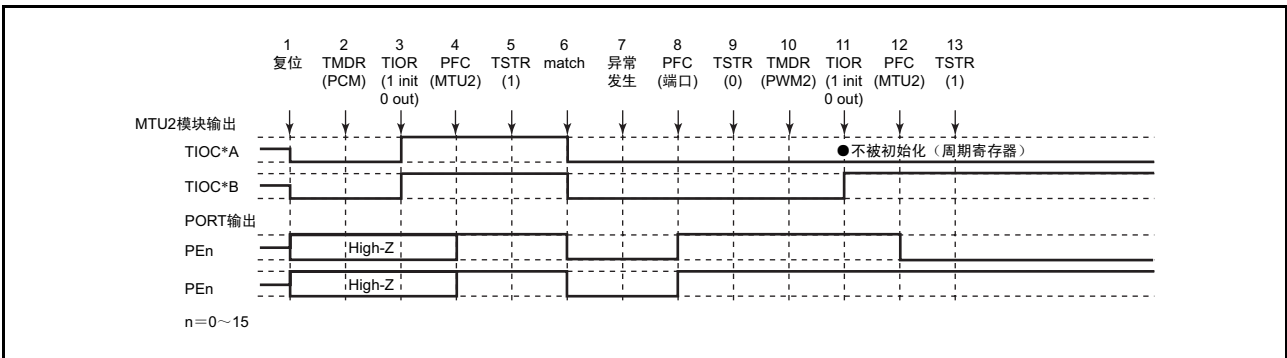 1 2 3 4 5 6 7 8 9 10 11 12 13
复位 TMDR TIOR PFC TSTR match 异常 PFC TSTR TMDR TIOR PFC TSTR
(PCM) (1 init (MTU2) (1) 发生 (端口) (0) (PWM2) (1 init (MTU2) (1)
0 out) 0 out)
MTU2模块输出
TIOC*A
●不被初始化（周期寄存器）
TIOC*B
PORT输出
PEn
High-Z
PEn
High-Z
n＝0～15